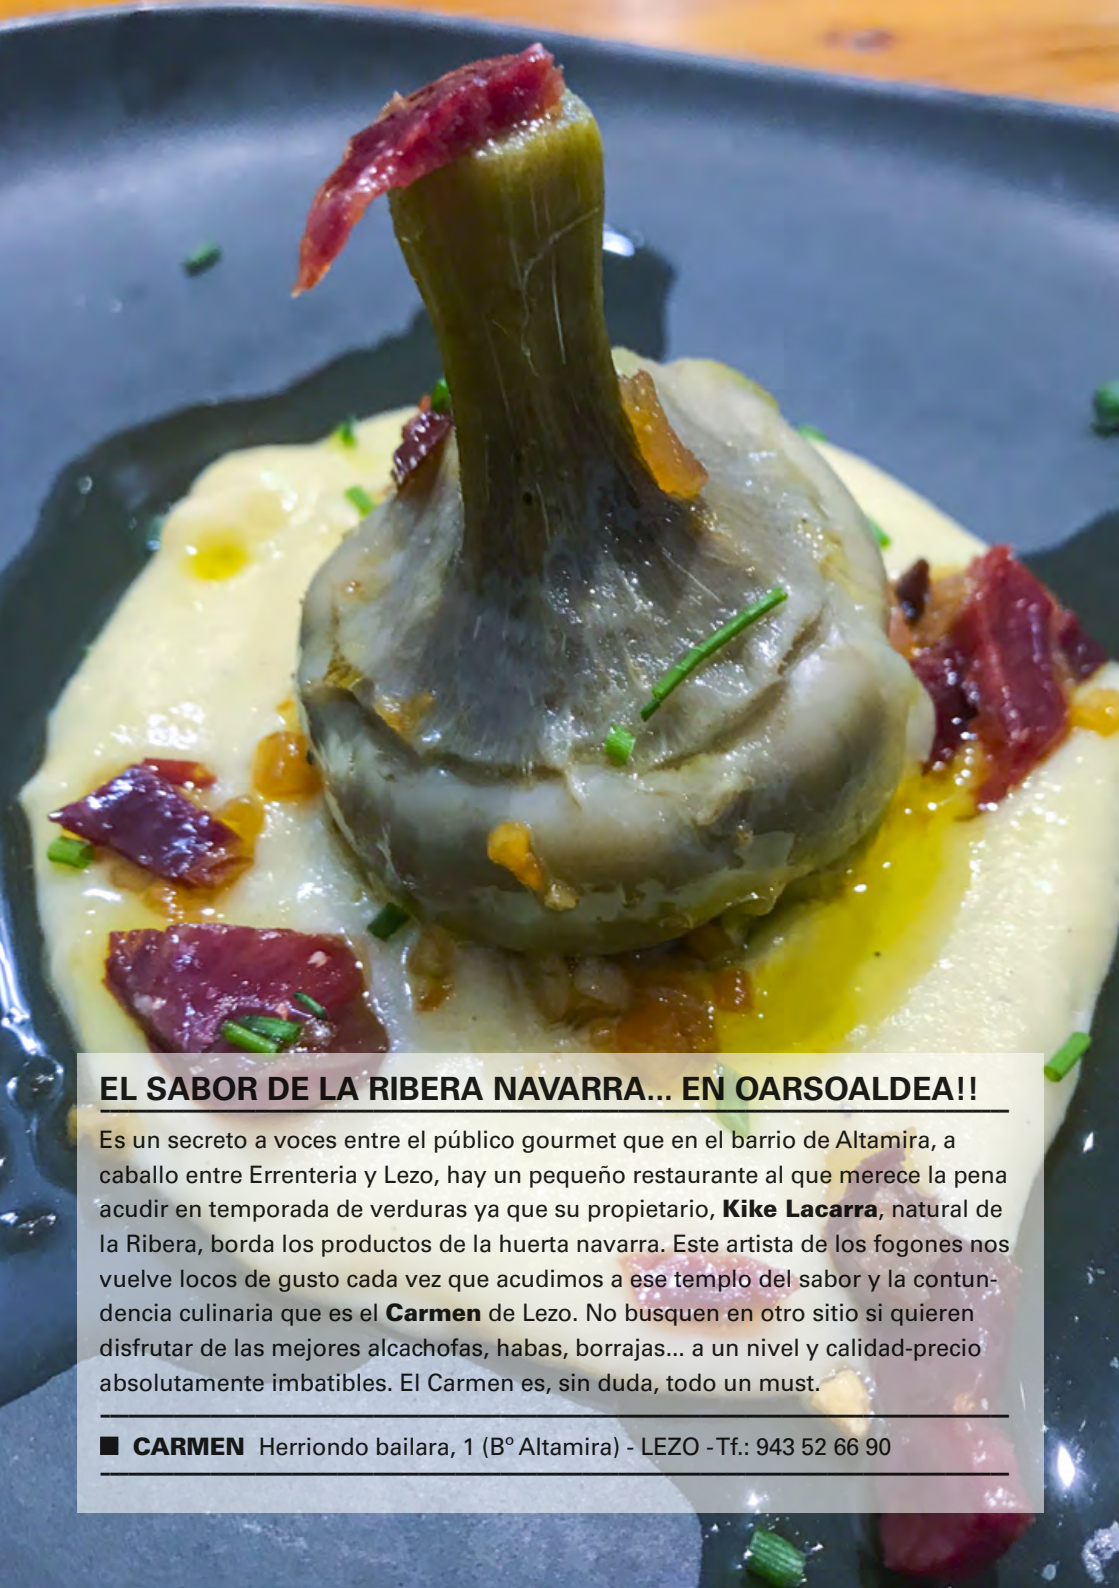 EL SABOR DE LA RIBERA NAVARRA... EN OARSOALDEA!!
Es un secreto a voces entre el público gourmet que en el barrio de Altamira, a
caballo entre Errenteria y Lezo, hay un pequeño restaurante al que merece la pena
acudir en temporada de verduras ya que su propietario, Kike Lacarra, natural de
la Ribera, borda los productos de la huerta navarra. Este artista de los fogones nos
vuelve locos de gusto cada vez que acudimos a ese templo del sabor y la contun-
dencia culinaria que es el Carmen de Lezo. No busquen en otro sitio si quieren
disfrutar de las mejores alcachofas, habas, borrajas... a un nivel y calidad-precio
absolutamente imbatibles. El Carmen es, sin duda, todo un must.
■ CARMEN Herriondo bailara, 1 (Bº Altamira) - LEZO - Tf.: 943 52 66 90